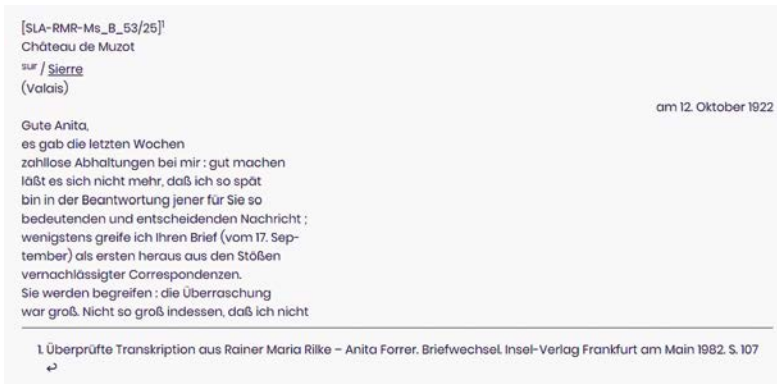 [SLA-RMR-Ms_B_53/25]¹
Château de Muzot
sur / Sierre
(Valais)
am 12. Oktober 1922
Gute Anita,
es gab die letzten Wochen
zahllose Abhaltungen bei mir : gut machen
läßt es sich nicht mehr, daß ich so spät
bin in der Beantwortung jener für Sie so
bedeutenden und entscheidenden Nachricht ;
wenigstens greife ich Ihren Brief (vom 17. Sep-
tember) als ersten heraus aus den Stößen
vernachlässigter Correspondenzen.
Sie werden begreifen : die Überraschung
war groß. Nicht so groß indessen, daß ich nicht
1. Überprüfte Transkription aus Rainer Maria Rilke – Anita Forrer. Briefwechsel. Insel-Verlag Frankfurt am Main 1982. S. 107
↩